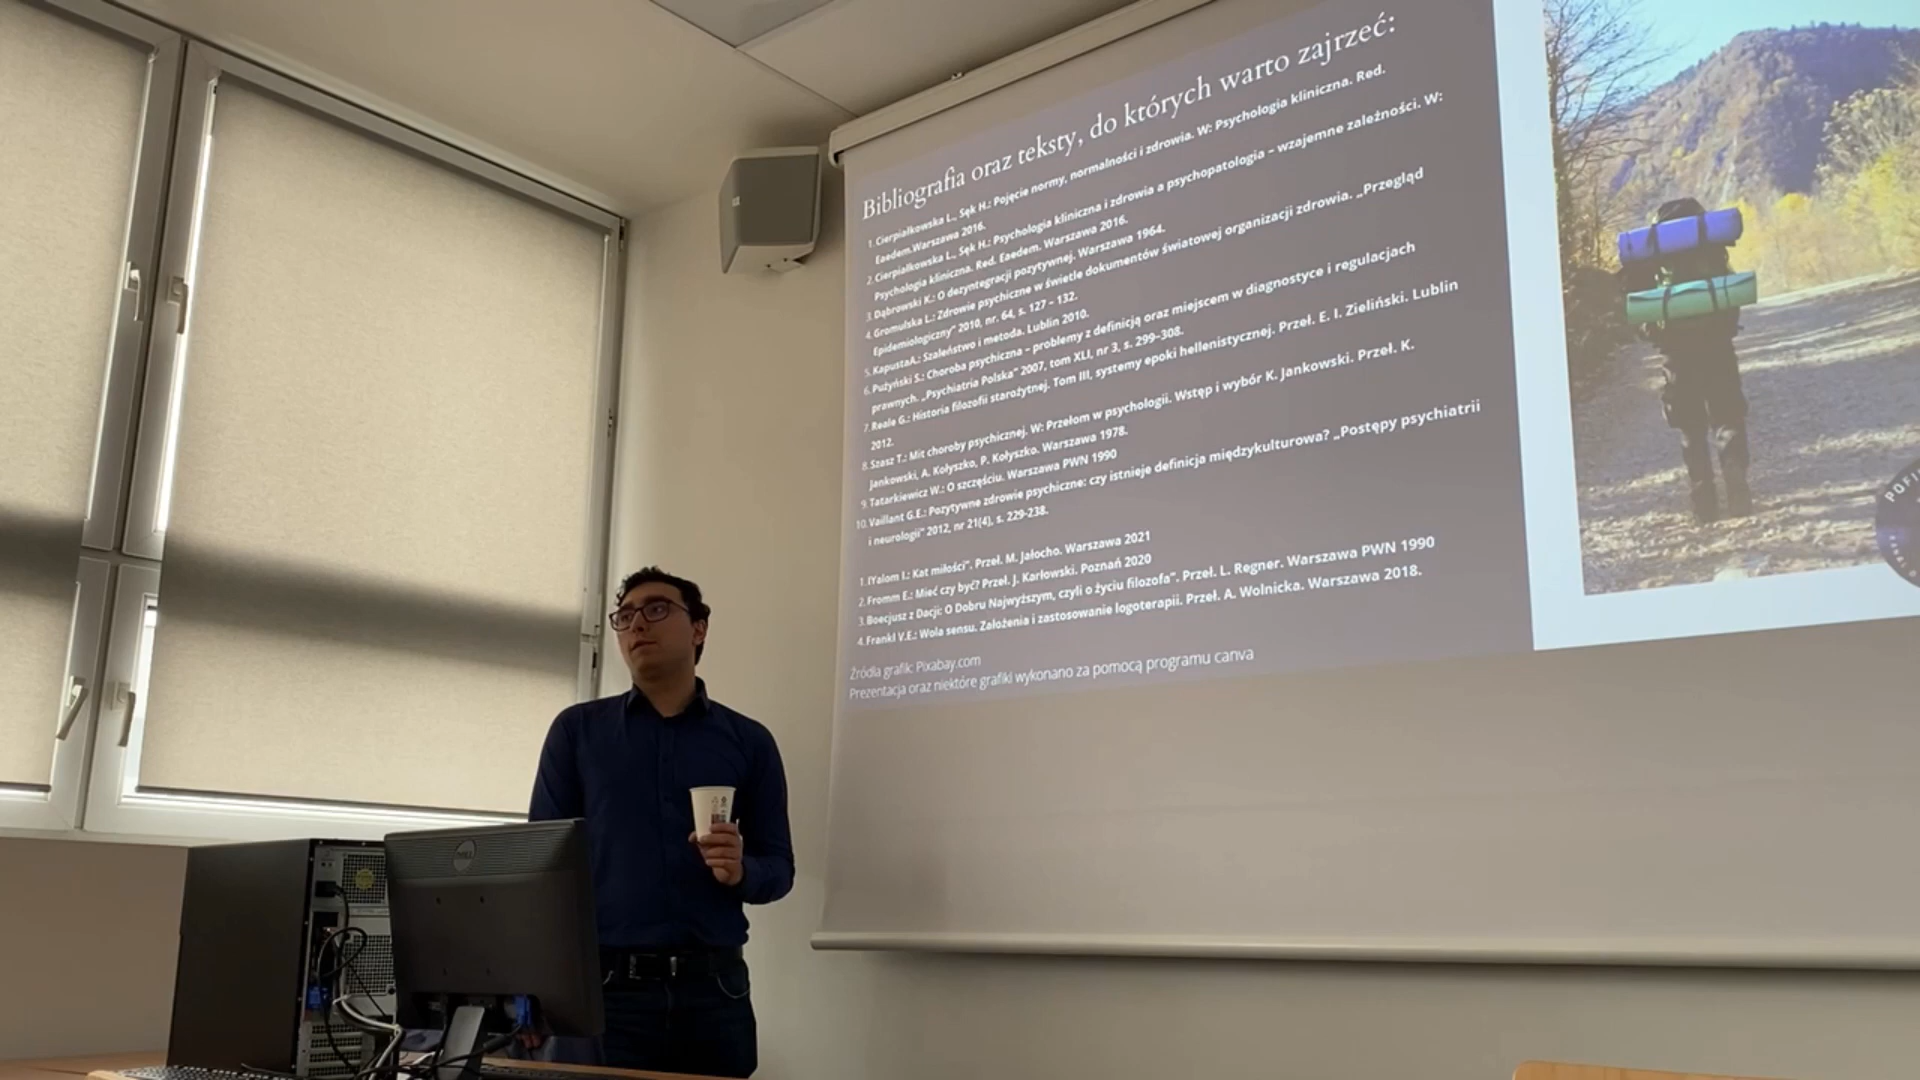 Bibliografia oraz teksty, do których warto zajrzeć:
1. Cierpiałkowska L., Sęk H.: Pojęcie normy, normalności i zdrowia. W: Psychologia kliniczna. Red.
Eaedem.Warszawa 2016.
2. Cierpiałkowska L., Sęk H.: Psychologia kliniczna i zdrowia a psychopatologia – wzajemne zależności. W:
Psychologia kliniczna. Red. Eaedem. Warszawa 2016.
3. Dąbrowski K.: O dezyntegracji pozytywnej. Warszawa 1964.
4. Gromulska L.: Zdrowie psychiczne w świetle dokumentów światowej organizacji zdrowia. „Przegląd
Epidemiologiczny" 2010, nr. 64, s. 127 – 132.
5. KapustaA.: Szaleństwo i metoda. Lublin 2010.
6. Pużyński S.: Choroba psychiczna – problemy z definicją oraz miejscem w diagnostyce i regulacjach
prawnych. „Psychiatria Polska" 2007, tom XLI, nr 3, s. 299–308.
7. Reale G.: Historia filozofii starożytnej. Tom III, systemy epoki hellenistycznej. Przeł. E. I. Zieliński. Lublin
2012.
8. Szasz T.: Mit choroby psychicznej. W: Przełom w psychologii. Wstęp i wybór K. Jankowski. Przeł. K.
Jankowski, A. Kołyszko, P. Kołyszko. Warszawa 1978.
9. Tatarkiewicz W.: O szczęściu. Warszawa PWN 1990
10. Vaillant G.E.: Pozytywne zdrowie psychiczne: czy istnieje definicja międzykulturowa? „Postępy psychiatrii
i neurologii" 2012, nr 21(4), s. 229-238.
1. IYalom I.: Kat miłości". Przeł. M. Jałocho. Warszawa 2021
2. Fromm E.: Mieć czy być? Przeł. J. Karłowski. Poznań 2020
3. Boecjusz z Dacji: O Dobru Najwyższym, czyli o życiu filozofa". Przeł. L. Regner. Warszawa PWN 1990
4. Frankl V.E.: Wola sensu. Założenia i zastosowanie logoterapii. Przeł. A. Wolnicka. Warszawa 2018.
Źródła grafik: Pixabay.com
Prezentacja oraz niektóre grafiki wykonano za pomocą programu canva
DELL